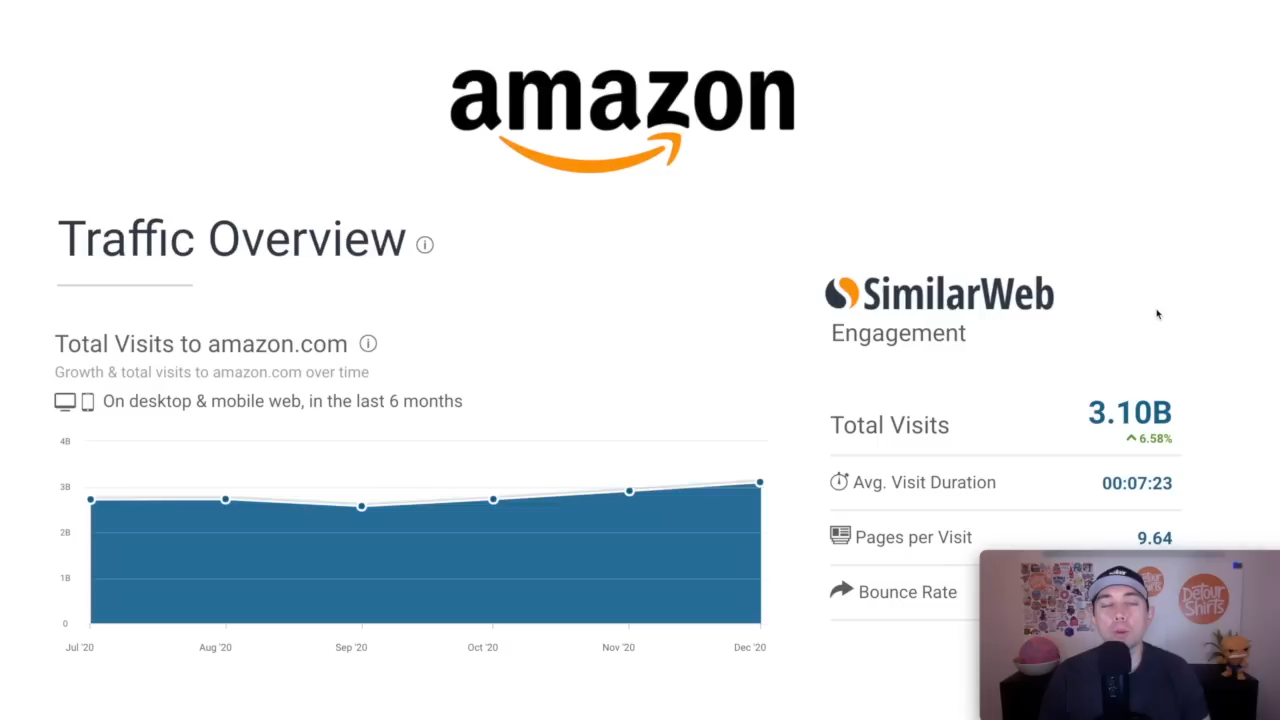 amazon
Traffic Overview
SimilarWeb
Engagement
Total Visits to amazon.com
Growth & total visits to amazon.com over time
On desktop & mobile web, in the last 6 months
4B
3B
2B
1B
0
Jul '20
Aug '20
Sep '20
Oct '20
Nov '20
Dec '20
Total Visits
3.10B
6.58%
Avg. Visit Duration
00:07:23
Pages per Visit
9.64
Bounce Rate
Detour
Shirts